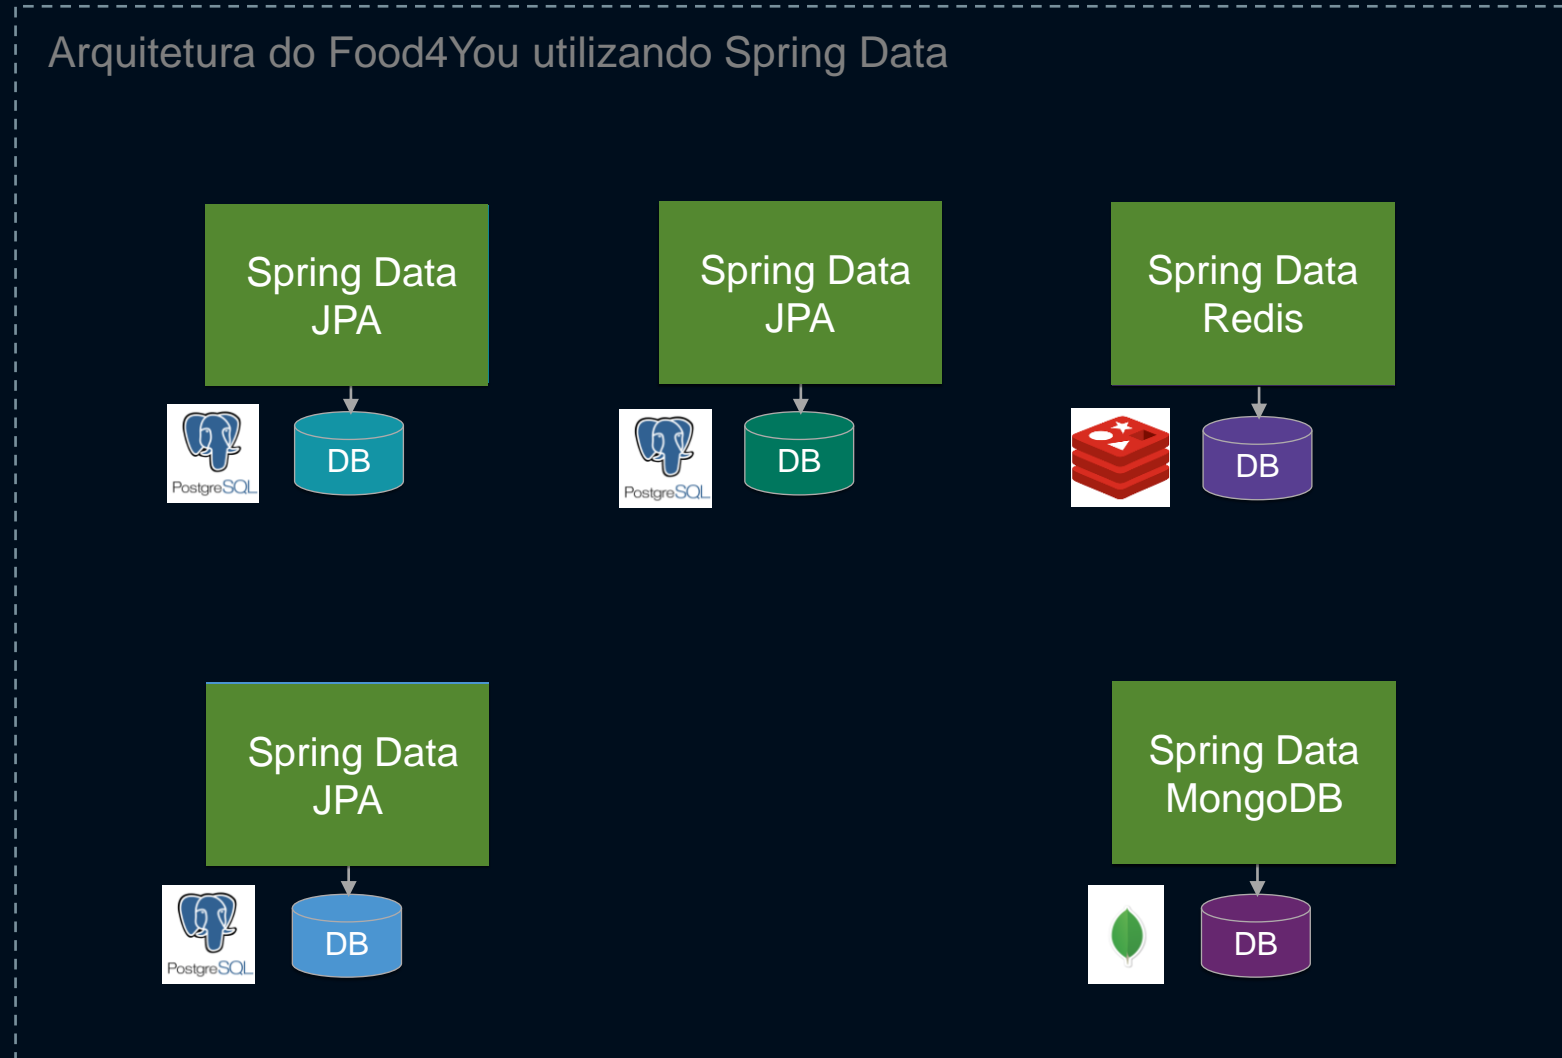 Arquitetura do Food4You utilizando Spring Data
Spring Data
JPA
Spring Data
JPA
Spring Data
Redis
PostgreSQL
DB
PostgreSQL
DB
DB
Spring Data
JPA
Spring Data
MongoDB
PostgreSQL
DB
DB